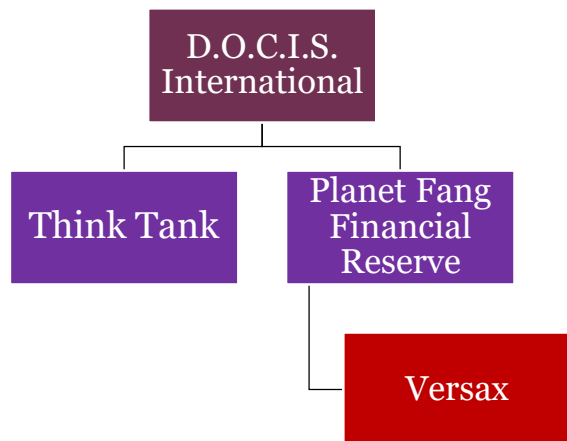 D.O.C.I.S.
International
Think Tank
Planet Fang
Financial
Reserve
Versax